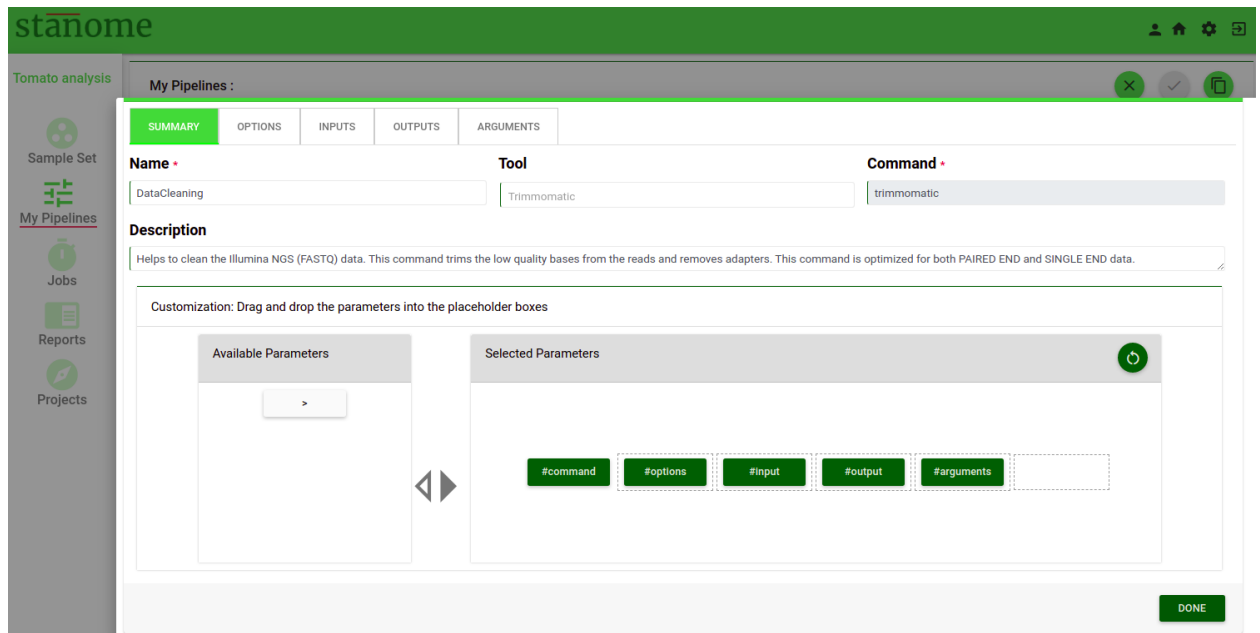 stanome
Tomato analysis
My Pipelines :
Sample Set
My Pipelines
Jobs
Reports
Projects
SUMMARY OPTIONS INPUTS OUTPUTS ARGUMENTS
Name * Tool Command *
DataCleaning Trimmomatic trimmomatic
Description
Helps to clean the Illumina NGS (FASTQ) data. This command trims the low quality bases from the reads and removes adapters. This command is optimized for both PAIRED END and SINGLE END data.
Customization: Drag and drop the parameters into the placeholder boxes
Available Parameters Selected Parameters
>
#command #options #input #output #arguments
DONE